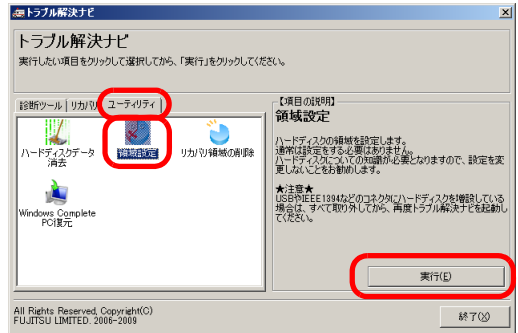 トラブル解決ナビ
トラブル解決ナビ
実行したい項目をクリックして選択してから、「実行」をクリックしてください。
診断ツール
リカバリ
ユーティリティ
ハードディスクデータ
消去
領域設定
リカバリ領域の削除
Windows Complete
PC復元
【項目の説明】
領域設定
ハードディスクの領域を設定します。
通常は設定をする必要はありません。
ハードディスクについての知識が必要となりますので、設定を変
更しないことをお勧めします。
★注意★
USBやIEEE1394などのコネクタにハードディスクを増設している
場合は、すべて取り外してから、再度トラブル解決ナビを起動し
てください。
実行(E)
All Rights Reserved, Copyright(C)
FUJITSU LIMITED. 2006-2009
終了(X)